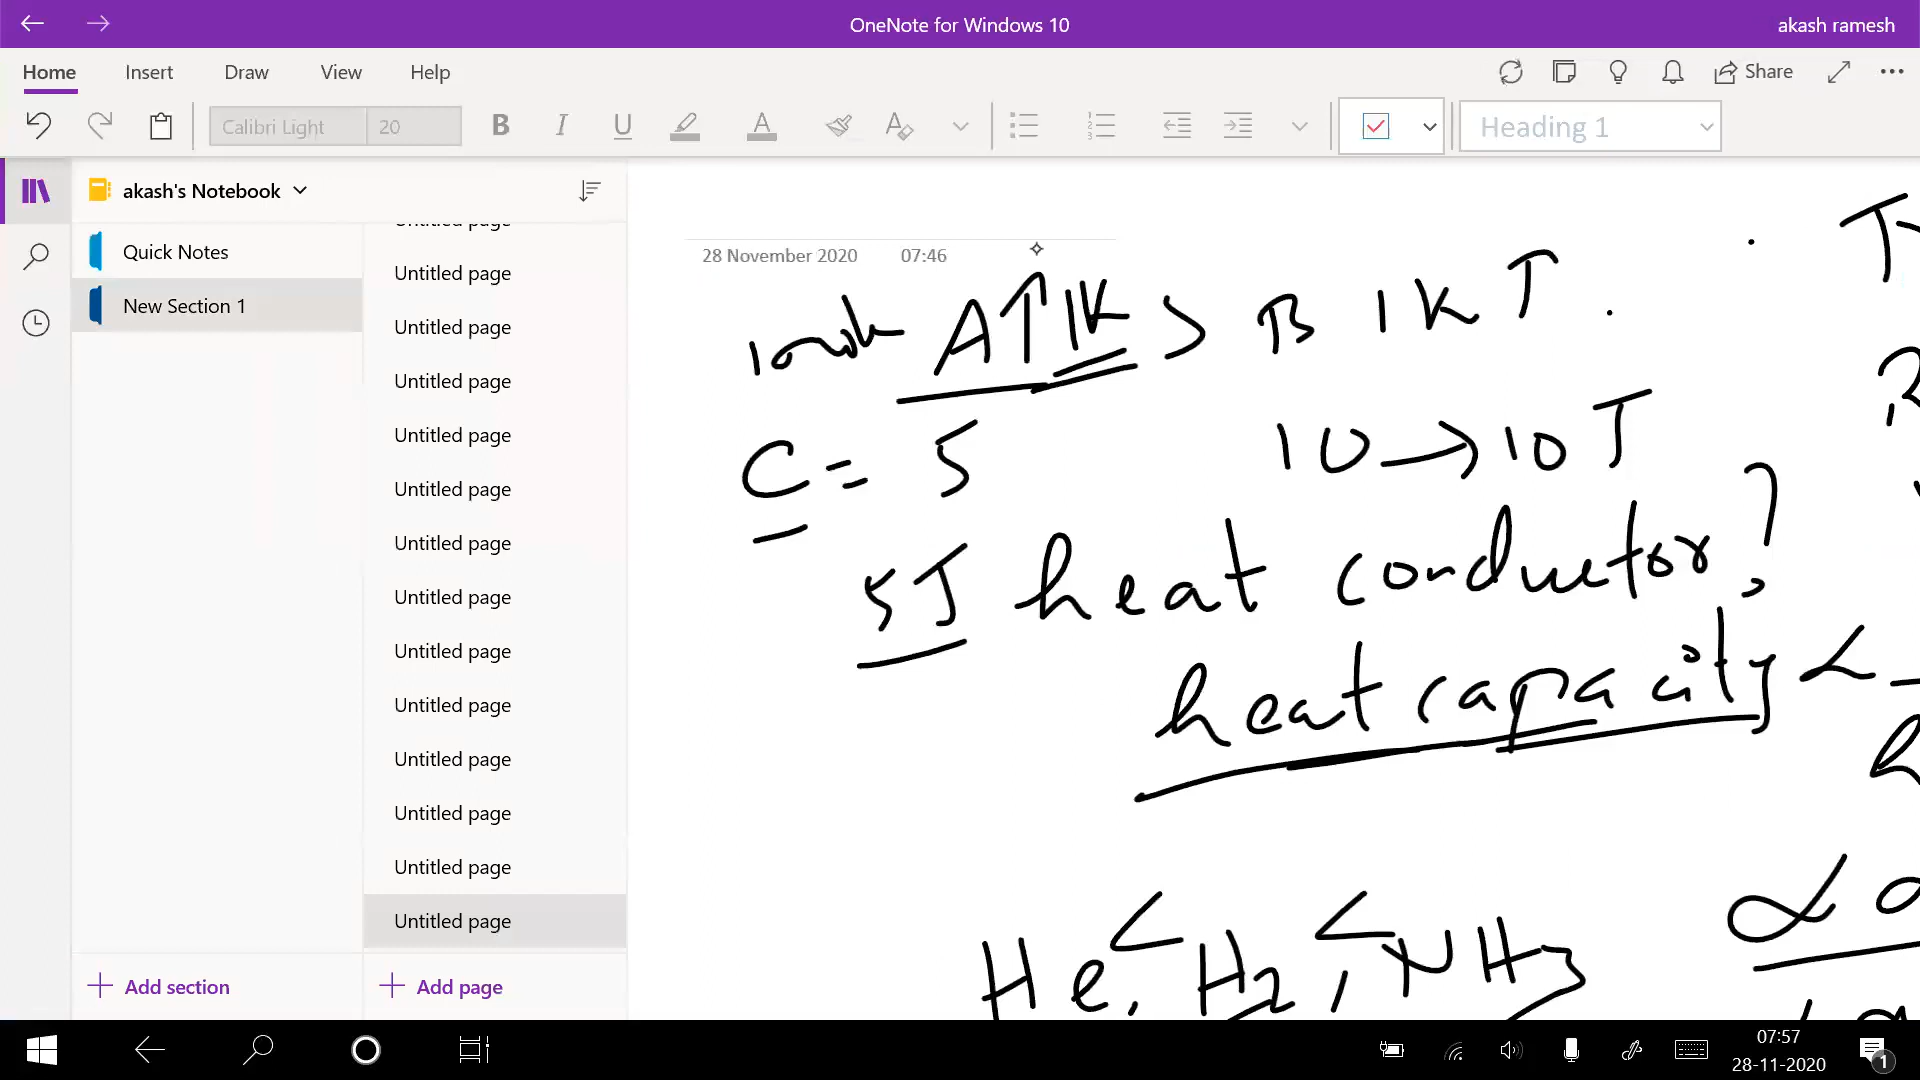 OneNote for Windows 10
akash ramesh
Home Insert Draw View Help
Share
Calibri Light 20 B I U Heading 1
akash's Notebook
Quick Notes
New Section 1
Untitled page
Untitled page
Untitled page
Untitled page
Untitled page
Untitled page
Untitled page
Untitled page
Untitled page
Untitled page
Untitled page
Untitled page
Untitled page
Untitled page
Add section
Add page
28 November 2020 07:46
A↑1K > B 1K T .
C = 5 10→10 T
5J heat conductor?
heat capacity <
He < H2 < NH3
07:57
28-11-2020
1